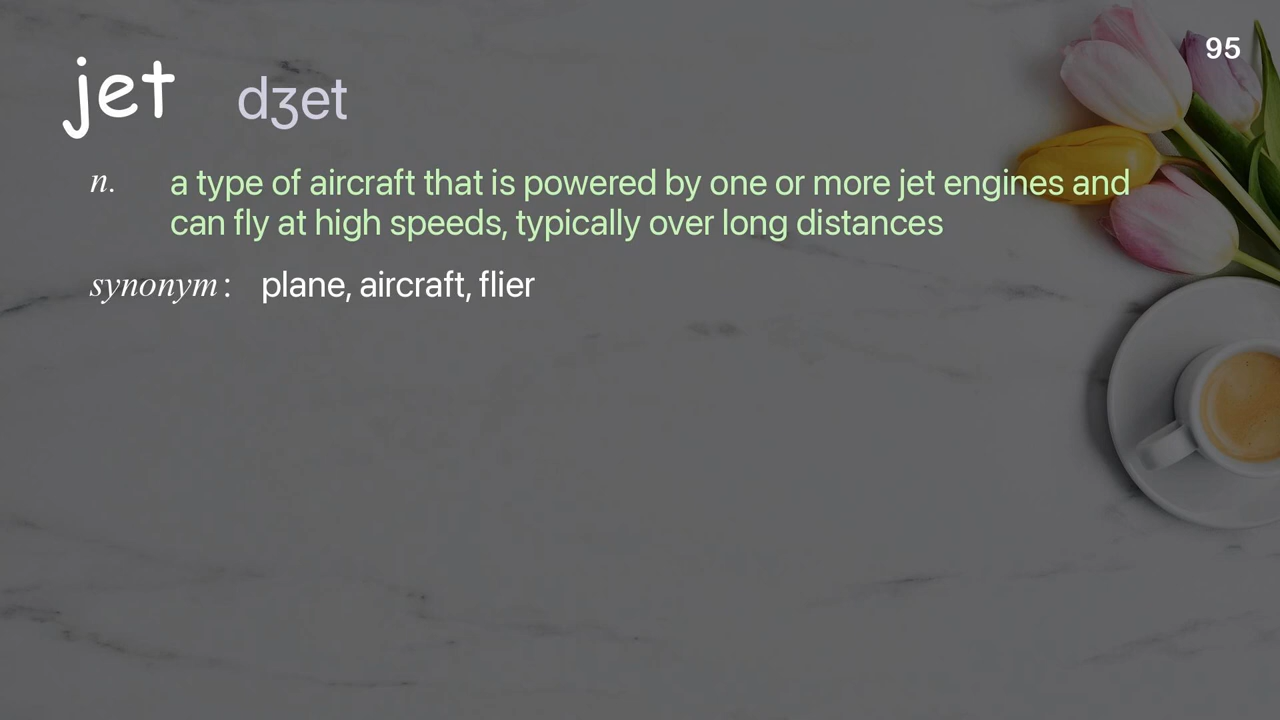 95
jet dʒet
n. a type of aircraft that is powered by one or more jet engines and
can fly at high speeds, typically over long distances
synonym : plane, aircraft, flier